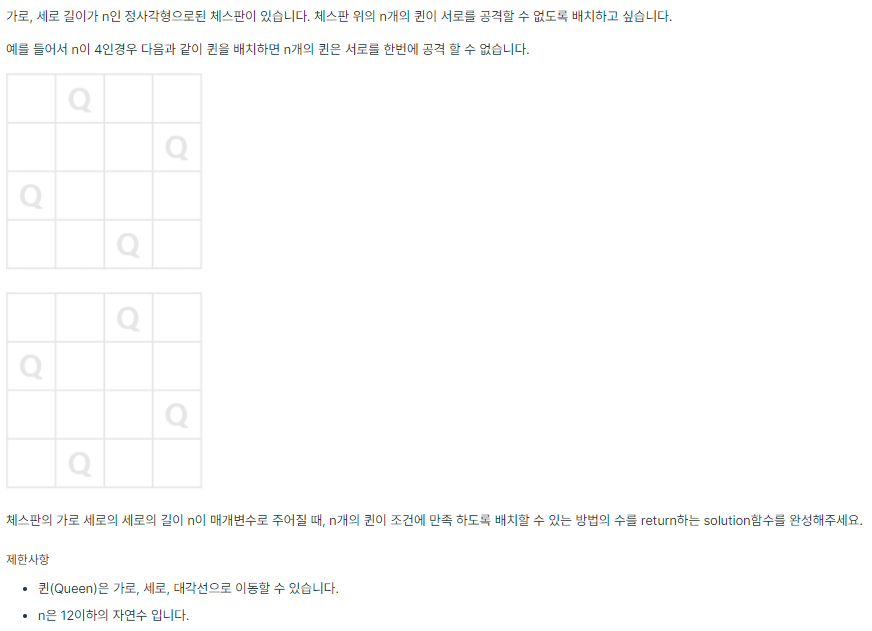 가로, 세로 길이가 n인 정사각형으로된 체스판이 있습니다. 체스판 위의 n개의 퀸이 서로를 공격할 수 없도록 배치하고 싶습니다.
예를 들어서 n이 4인경우 다음과 같이 퀸을 배치하면 n개의 퀸은 서로를 한번에 공격 할 수 없습니다.
Q
Q
Q
Q
Q
Q
Q
Q
체스판의 가로 세로의 세로의 길이 n이 매개변수로 주어질 때, n개의 퀸이 조건에 만족 하도록 배치할 수 있는 방법의 수를 return하는 solution함수를 완성해주세요.
제한사항
• 퀸(Queen)은 가로, 세로, 대각선으로 이동할 수 있습니다.
• n은 12이하의 자연수 입니다.